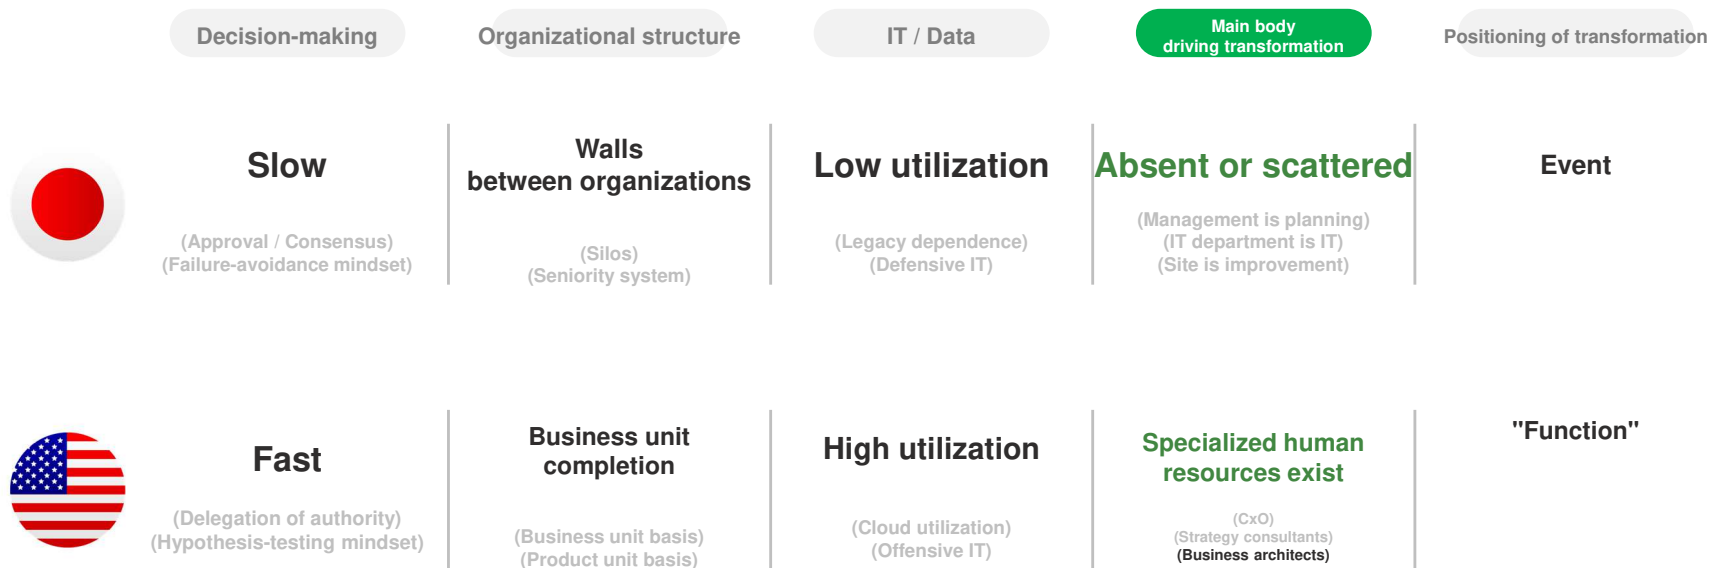 Decision-making
Organizational structure
IT / Data
Main body
driving transformation
Positioning of transformation
Slow
(Approval / Consensus)
(Failure-avoidance mindset)
Walls
between organizations
(Silos)
(Seniority system)
Low utilization
(Legacy dependence)
(Defensive IT)
Absent or scattered
(Management is planning)
(IT department is IT)
(Site is improvement)
Event
Fast
(Delegation of authority)
(Hypothesis-testing mindset)
Business unit
completion
(Business unit basis)
(Product unit basis)
High utilization
(Cloud utilization)
(Offensive IT)
Specialized human
resources exist
(CxO)
(Strategy consultants)
(Business architects)
"Function"